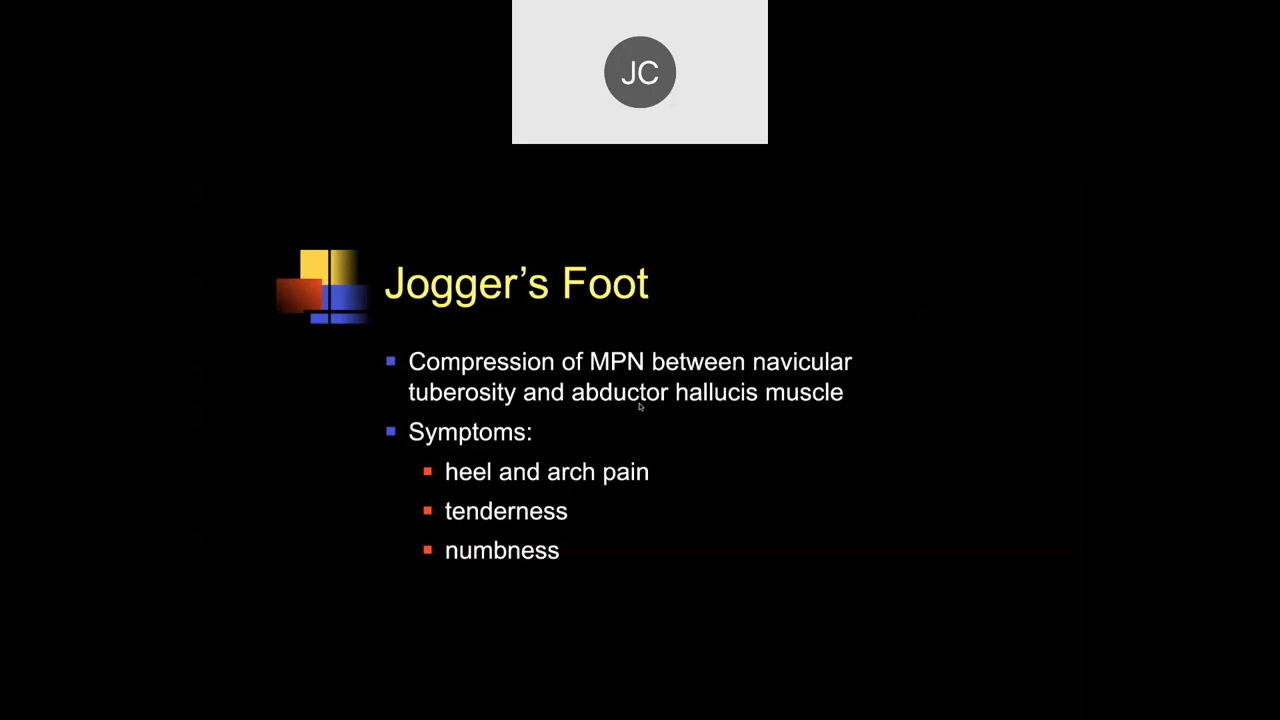 JC
Jogger’s Foot
Compression of MPN between navicular
tuberosity and abductor hallucis muscle
Symptoms:
heel and arch pain
tenderness
numbness